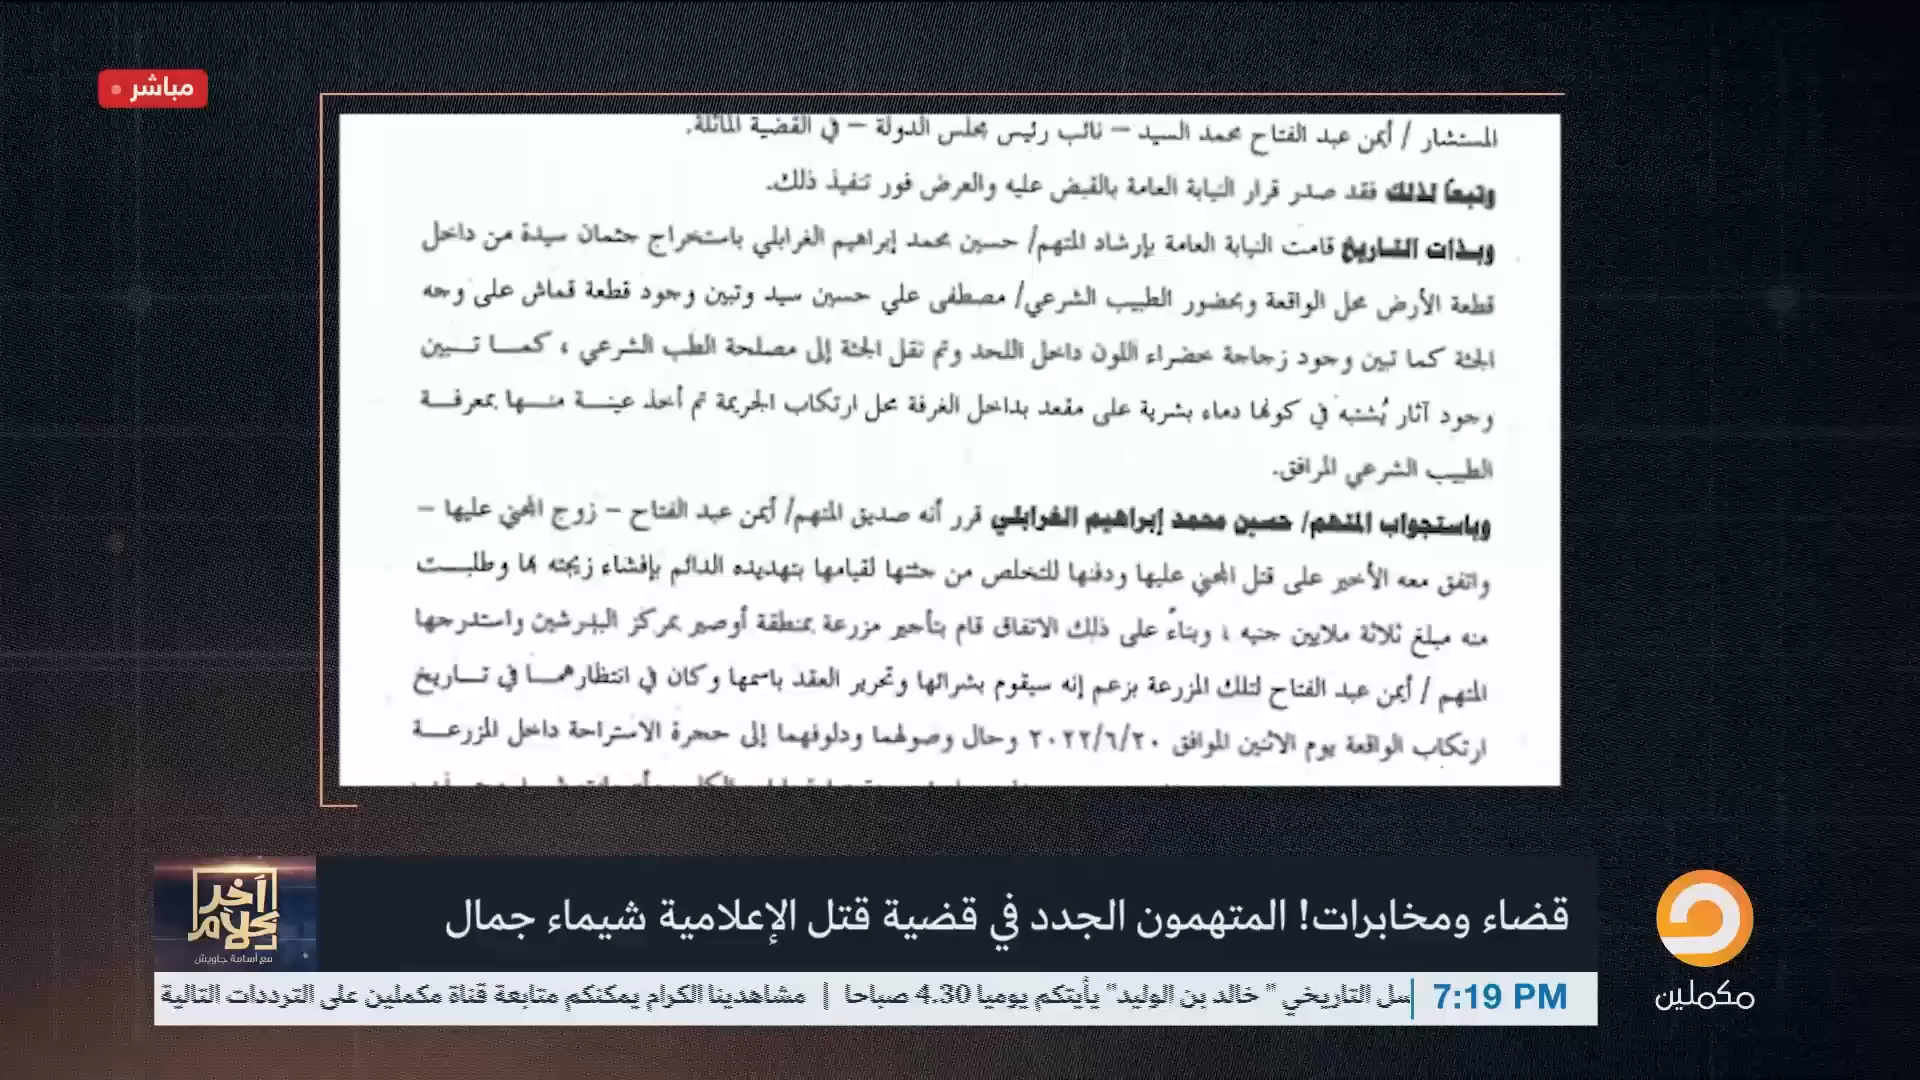 مباشر
المستشار / أيمن عبد الفتاح محمد السيد – نائب رئيس مجلس الدولة – في القضية الماثلة.
وتبعاً لذلك فقد صدر قرار النيابة العامة بالقبض عليه والعرض فور تنفيذ ذلك.
وبذات التاريخ قامت النيابة العامة بإرشاد المتهم/ حسين محمد إبراهيم الغرابلي باستخراج جثمان سيدة من داخل
قطعة الأرض محل الواقعة وبحضور الطبيب الشرعي/ مصطفى علي حسين سيد وتبين وجود قطعة قماش على وجه
الجثة كما تبين وجود زجاجة خضراء اللون داخل اللحد وتم نقل الجثة إلى مصلحة الطب الشرعي ، كما تبين
وجود آثار يُشتبه في كونها دماء بشرية على مقعد بداخل الغرفة محل ارتكاب الجريمة تم أخذ عينة منها بمعرفة
الطبيب الشرعي المرافق.
وباستجواب المتهم/ حسين محمد إبراهيم الغرابلي قرر أنه صديق المتهم/ أيمن عبد الفتاح – زوج المجني عليها –
واتفق معه الأخير على قتل المجني عليها ودفنها للتخلص من جثتها لقيامها بتهديده الدائم بإفشاء زيجته بها وطلبت
منه مبلغ ثلاثة ملايين جنيه ، وبناءً على ذلك الاتفاق قام بتأجير مزرعة بمنطقة أوصير بمركز البدرشين واستدرجها
المتهم / أيمن عبد الفتاح لتلك المزرعة بزعم إنه سيقوم بشرائها وتحرير العقد باسمها وكان في انتظارهما في تاريخ
ارتكاب الواقعة يوم الاثنين الموافق ٢٠٢٢/٦/٢٠ وحال وصولهما ودلوفهما إلى حجرة الاستراحة داخل المزرعة
قضاء ومخابرات! المتهمون الجدد في قضية قتل الإعلامية شيماء جمال
آخر كلام
مع أسامة جاويش
7:19 PM سل التاريخي " خالد بن الوليد" يأيتكم يوميا 4.30 صباحا | مشاهدينا الكرام يمكنكم متابعة قناة مكملين على الترددات التالية
مكملين